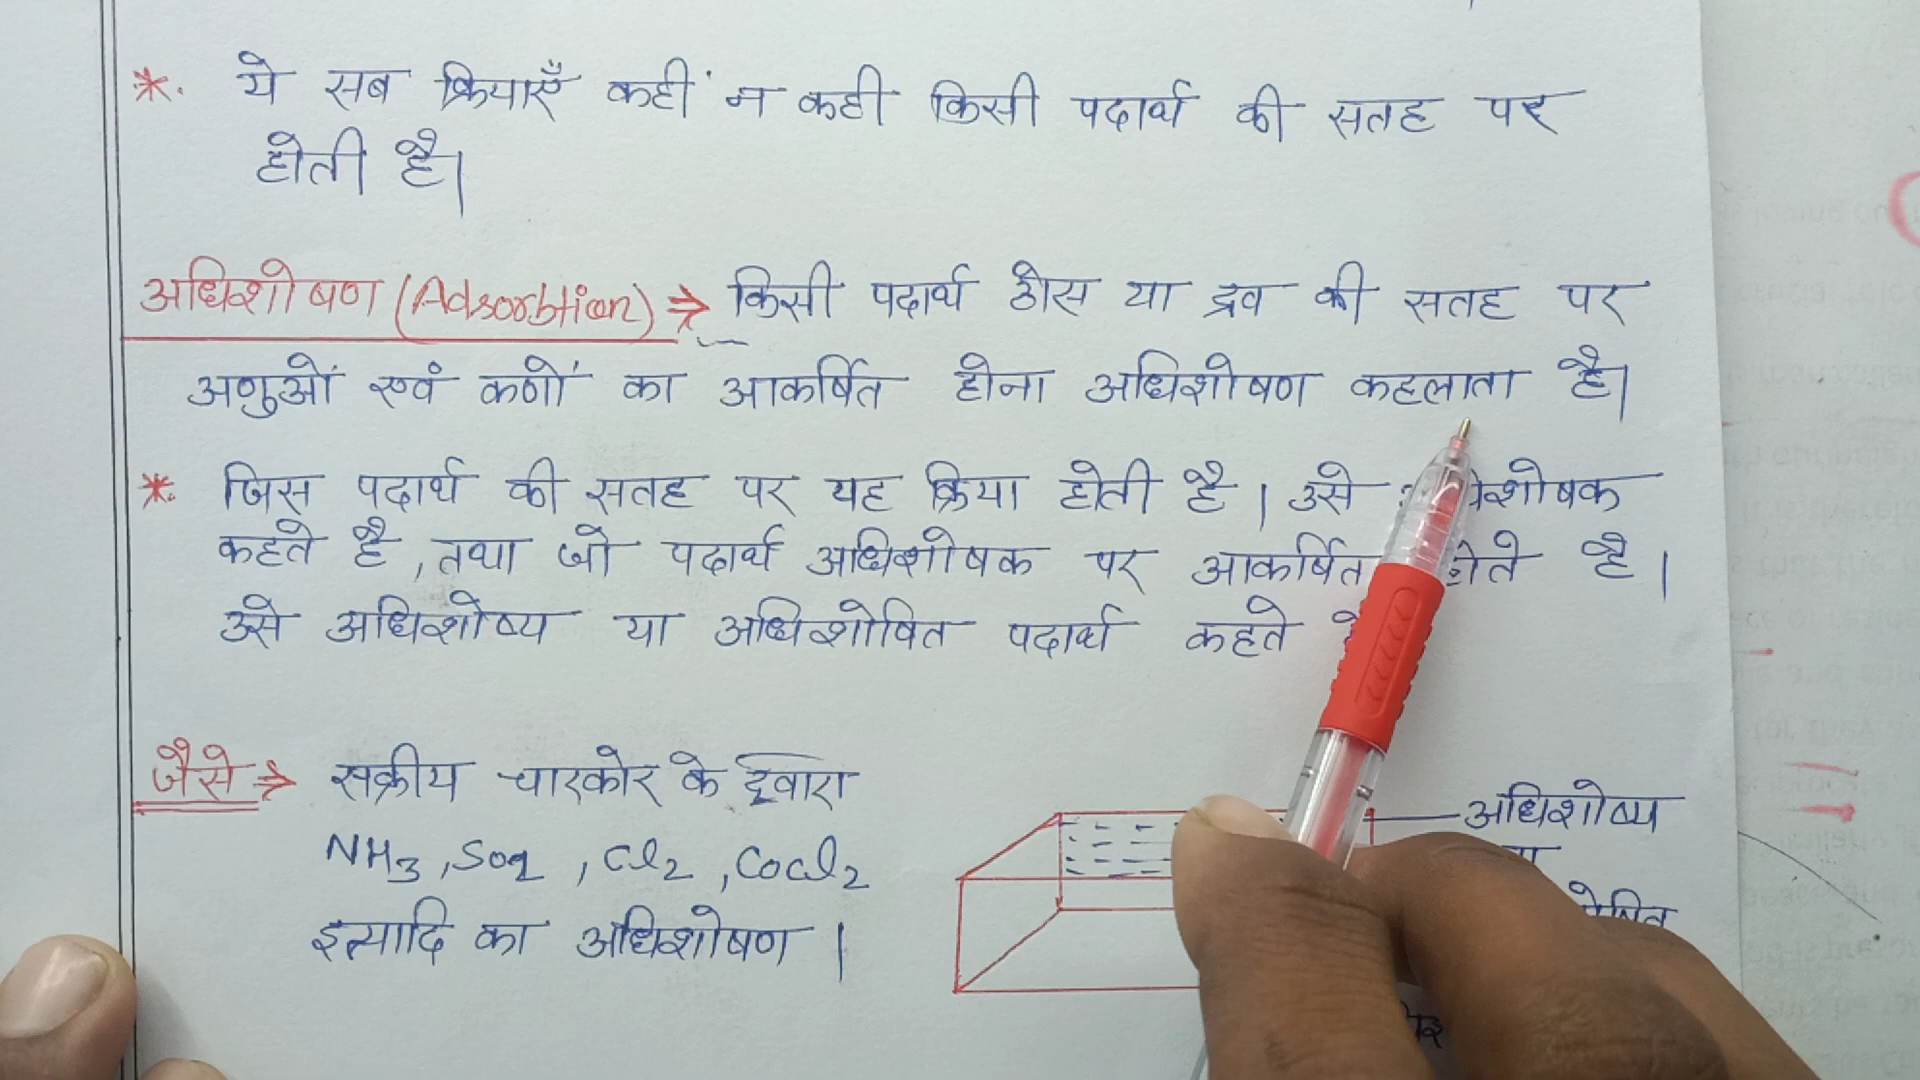 *. ये सब क्रियाएँ कहीं न कही किसी पदार्थ की सतह पर
होती है।
अधिशोषण (Adsorbtion) ⇒ किसी पदार्थ ठोस या द्रव की सतह पर
अणुओं एवं कणों का आकर्षित होना अधिशोषण कहलाता है।
*. जिस पदार्थ की सतह पर यह क्रिया होती है। उसे
कहते है, तथा जो पदार्थ अधिशोषक पर आकर्षित है।
उसे अधिशोष्य या अधिशोषित पदार्थ कहते
जैसे ⇒ सक्रीय चारकोर के द्वारा
NH3, So2, Cl2, CoCl2
इत्यादि का अधिशोषण।
अधिशोष्य